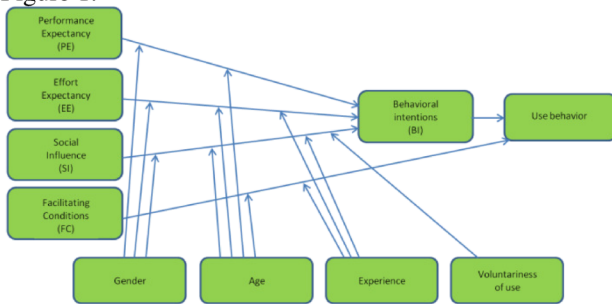 Performance
Expectancy
(PE)
Effort
Expectancy
(EE)
Social
Influence
(SI)
Facilitating
Conditions
(FC)
Behavioral
intentions
(BI)
Use behavior
Gender
Age
Experience
Voluntariness
of use